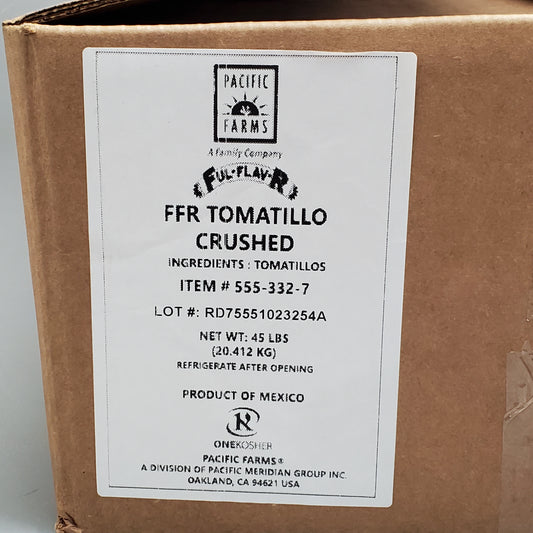 PACIFIC
FARMS
A Family Company
FUL-FLAV-R
FFR TOMATILLO
CRUSHED
INGREDIENTS : TOMATILLOS
ITEM # 555-332-7
LOT #: RD75551023254A
NET WT: 45 LBS
(20.412 KG)
REFRIGERATE AFTER OPENING
PRODUCT OF MEXICO
K
ONEKOSHER
PACIFIC FARMS®
A DIVISION OF PACIFIC MERIDIAN GROUP INC.
OAKLAND, CA 94621 USA